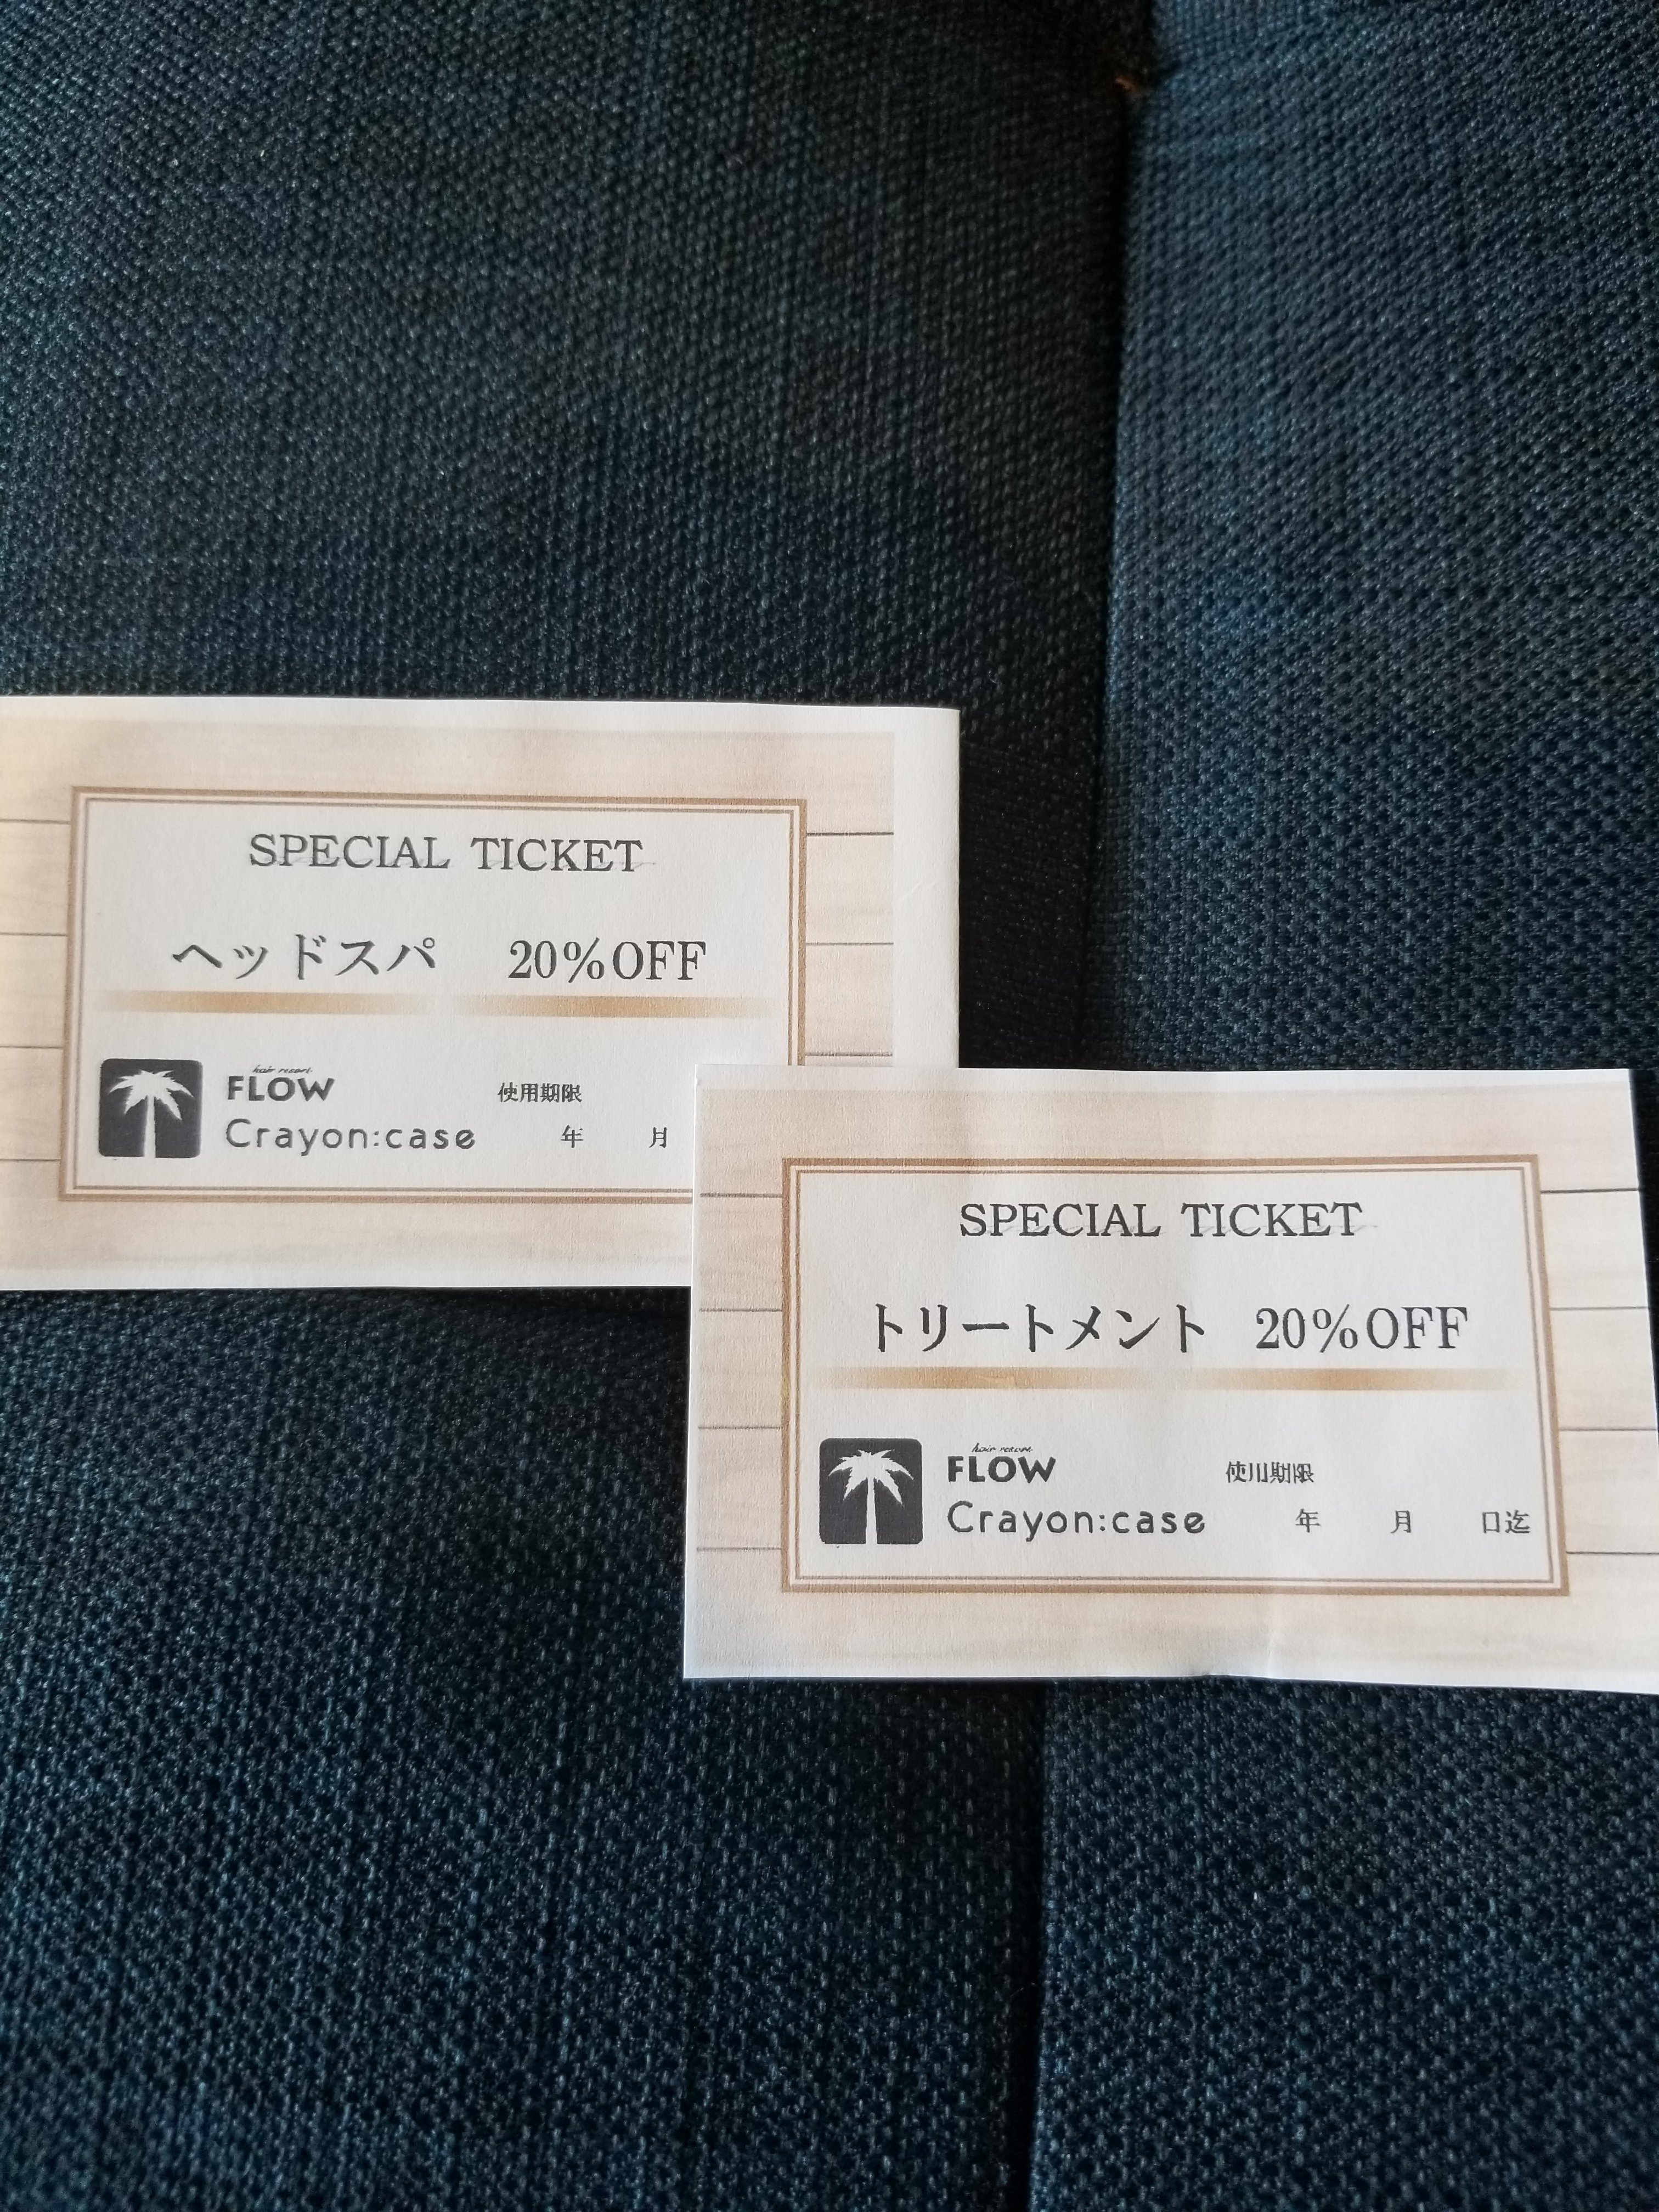 SPECIAL TICKET
ヘッドスパ 20%OFF
hair resort
FLOW
Crayon:case
使用期限
年 月
SPECIAL TICKET
トリートメント 20%OFF
hair resort
FLOW
Crayon:case
使用期限
年 月 日迄